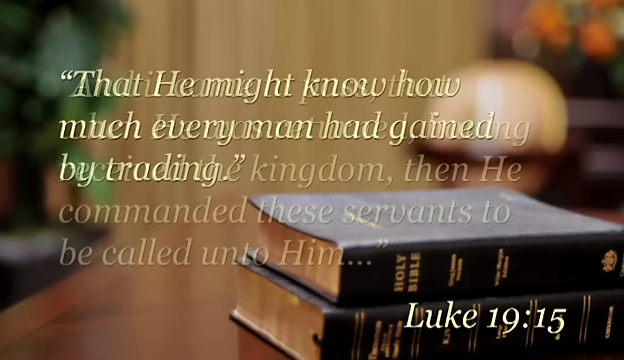 “That He might know how
much every man had gained
by trading.”
the kingdom, then He
commanded these servants to
be called unto Him...”
HOLY
BIBLE
Luke 19:15